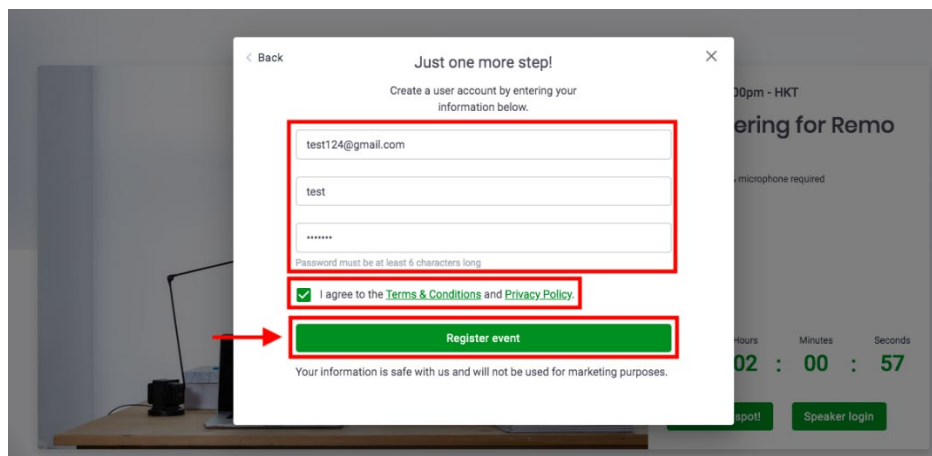 Back
Just one more step!
Create a user account by entering your
information below.
test124@gmail.com
test
Password must be at least 6 characters long
I agree to the Terms & Conditions and Privacy Policy.
Register event
Your information is safe with us and will not be used for marketing purposes.
- HKT
for Remo
microphone required
Hours Minutes Seconds
02 : 00 : 57
spot!
Speaker login